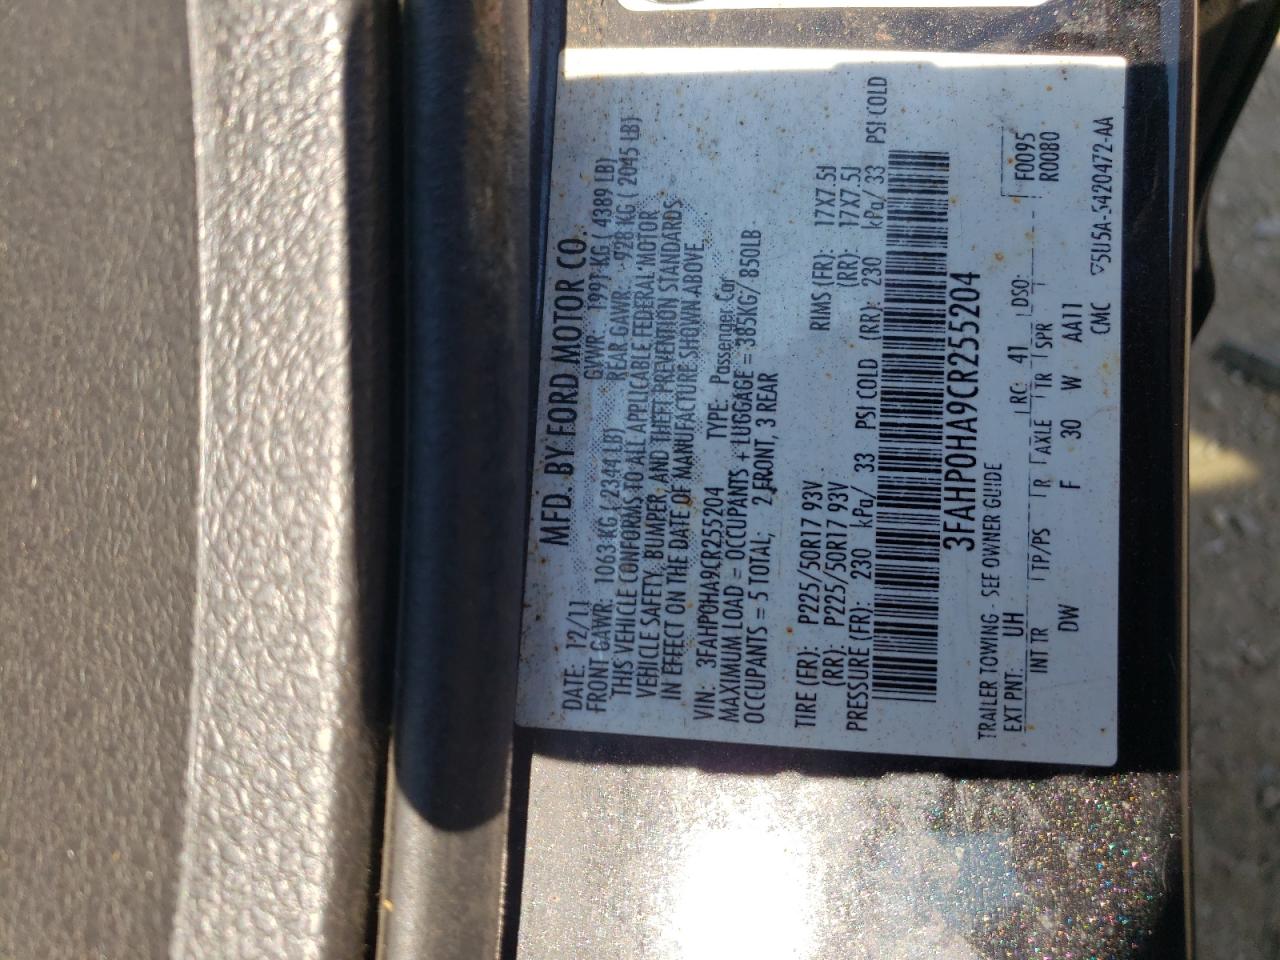 MFD. BY FORD MOTOR CO.
DATE: 12/11 GVWR: 1991 KG ( 4389 LB)
FRONT GAWR: 1063 KG ( 2344 LB) REAR GAWR: 928 KG ( 2045 LB)
THIS VEHICLE CONFORMS TO ALL APPLICABLE FEDERAL MOTOR
VEHICLE SAFETY, BUMPER, AND THEFT PREVENTION STANDARDS
IN EFFECT ON THE DATE OF MANUFACTURE SHOWN ABOVE
VIN: 3FAHP0HA9CR255204 TYPE: Passenger Car
MAXIMUM LOAD = OCCUPANTS + LUGGAGE = 385KG/ 850LB
OCCUPANTS = 5 TOTAL; 2 FRONT, 3 REAR
TIRE (FR): P225/50R17 93V RIMS (FR): 17X7.5J
(RR): P225/50R17 93V (RR): 17X7.5J
PRESSURE (FR): 230 kPa/ 33 PSI COLD (RR): 230 kPa/ 33 PSI COLD
3FAHP0HA9CR255204
TRAILER TOWING - SEE OWNER GUIDE
EXT PNT: UH RC: 41 DSO: F0095
INT TR TP/PS R AXLE TR SPR R0080
DW F 30 W AA11
CMC 5U5A-5420472-AA